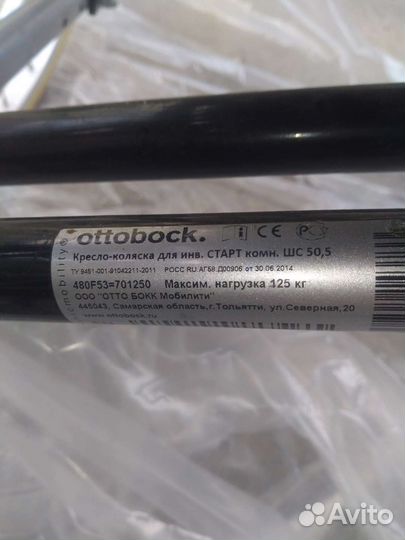 mobility
ottobock.
Кресло-коляска для инв. СТАРТ комн. ШС 50,5
ТУ 9451-001-91042211-2011 РОСС RU.АГ68.Д00906 от 30.06.2014
480F53=701250 Максим. нагрузка 125 кг
ООО "ОТТО БОКК Мобилити"
445043, Самарская область,г.Тольятти, ул.Северная,20
www.ottobock.ru
Avito